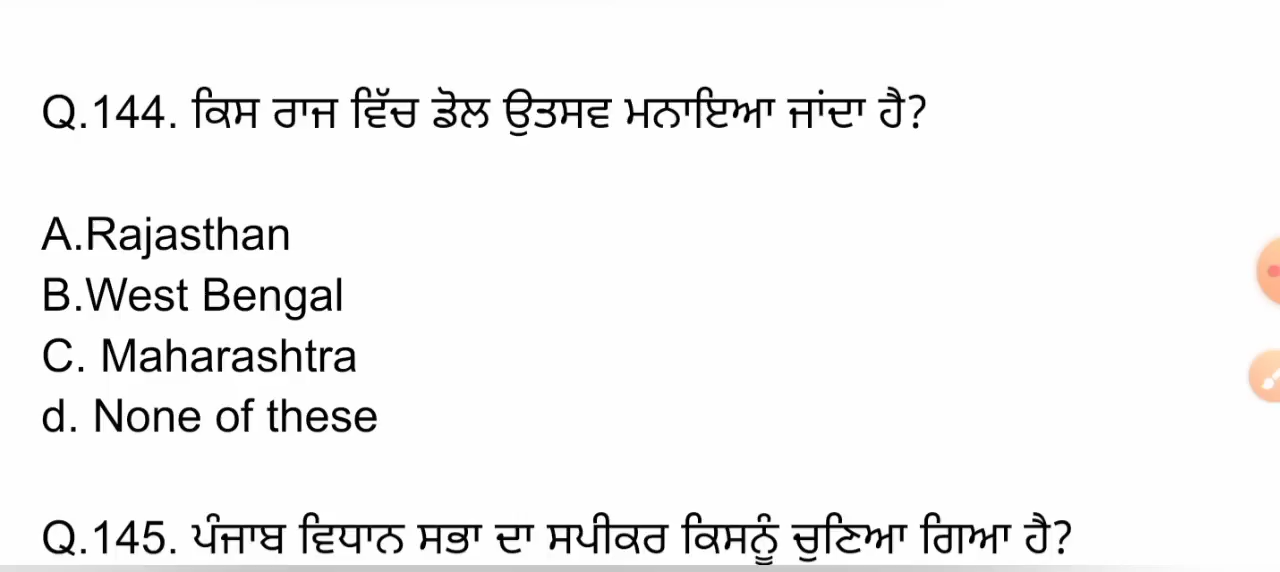 Q.144. ਕਿਸ ਰਾਜ ਵਿੱਚ ਡੋਲ ਉਤਸਵ ਮਨਾਇਆ ਜਾਂਦਾ ਹੈ?
A.Rajasthan
B.West Bengal
C. Maharashtra
d. None of these
Q.145. ਪੰਜਾਬ ਵਿਧਾਨ ਸਭਾ ਦਾ ਸਪੀਕਰ ਕਿਸਨੂੰ ਚੁਣਿਆ ਗਿਆ ਹੈ?